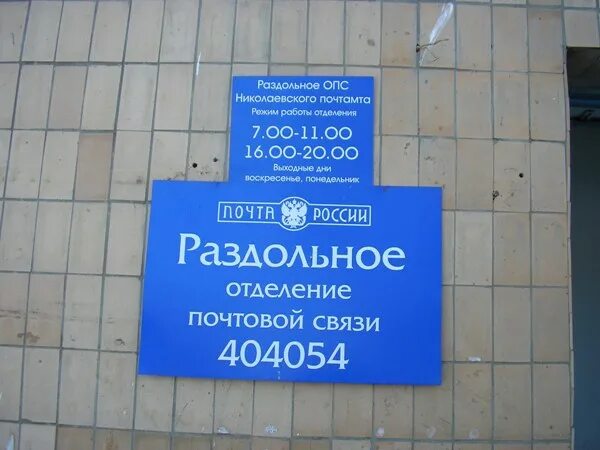 Раздольное ОПС
Николаевского почтамта
Режим работы отделения
7.00-11.00
16.00-20.00
Выходные дни
воскресенье, понедельник
ПОЧТА РОССИИ
Раздольное
отделение
почтовой связи
404054